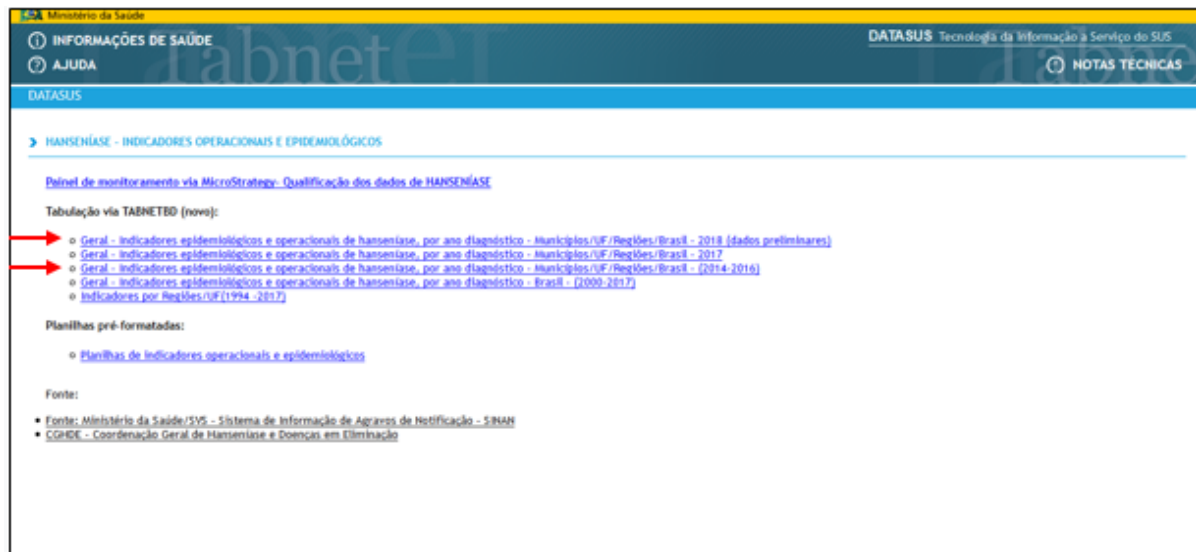 Ministério da Saúde
INFORMAÇÕES DE SAÚDE
DATASUS Tecnologia da Informação a Serviço do SUS
AJUDA
Tabnet
NOTAS TÉCNICAS
DATASUS
HANSENÍASE - INDICADORES OPERACIONAIS E EPIDEMIOLÓGICOS
Painel de monitoramento via MicroStrategy- Qualificação dos dados de HANSENÍASE
Tabulação via TABNETBD (novo):
Geral - Indicadores epidemiológicos e operacionais de hanseníase, por ano diagnóstico - Municípios/UF/Regiões/Brasil - 2018 (dados preliminares)
Geral - Indicadores epidemiológicos e operacionais de hanseníase, por ano diagnóstico - Municípios/UF/Regiões/Brasil - 2017
Geral - Indicadores epidemiológicos e operacionais de hanseníase, por ano diagnóstico - Municípios/UF/Regiões/Brasil - (2014-2016)
Geral - Indicadores epidemiológicos e operacionais de hanseníase, por ano diagnóstico - Brasil - (2000-2017)
Indicadores por Regiões/UF(1994 -2017)
Planilhas pré-formatadas:
Planilhas de indicadores operacionais e epidemiológicos
Fonte:
Fonte: Ministério da Saúde/SVS - Sistema de Informação de Agravos de Notificação - SINAN
CGHDE - Coordenação Geral de Hanseníase e Doenças em Eliminação